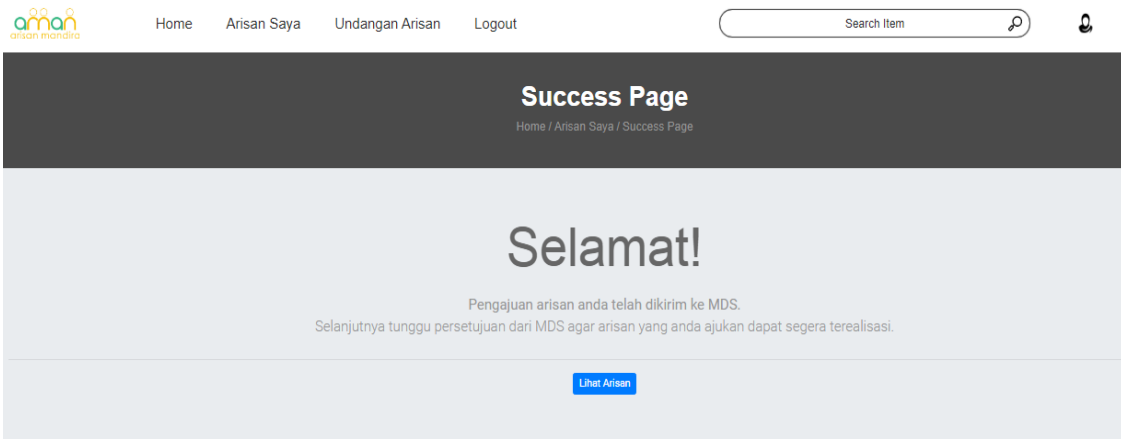 aman
arisan mandira
Home Arisan Saya Undangan Arisan Logout Search Item
Success Page
Home / Arisan Saya / Success Page
Selamat!
Pengajuan arisan anda telah dikirim ke MDS.
Selanjutnya tunggu persetujuan dari MDS agar arisan yang anda ajukan dapat segera terealisasi.
Lihat Arisan